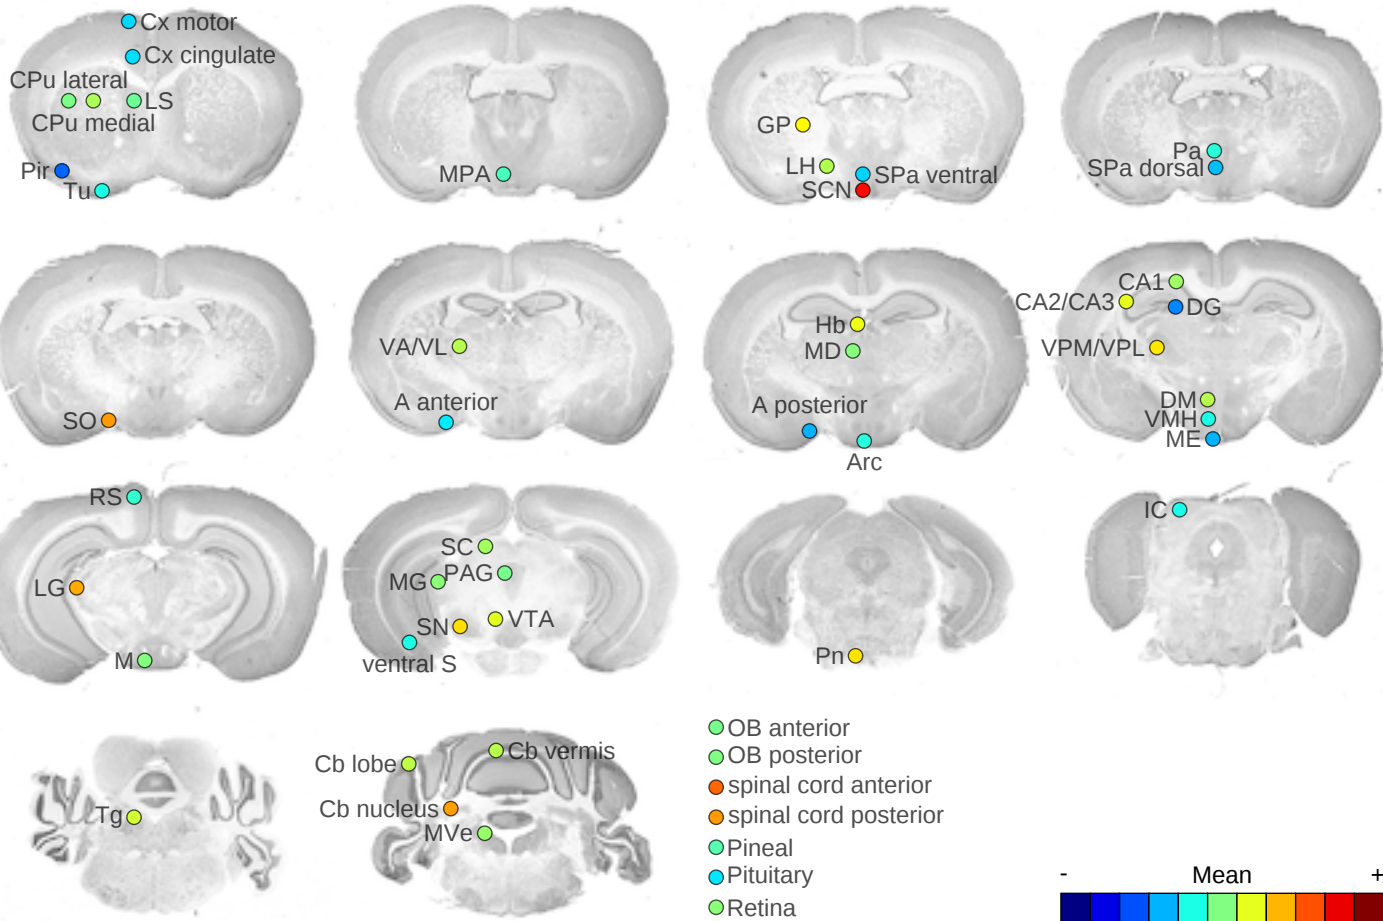 Cx motor
Cx cingulate
CPu lateral
LS
CPu medial
Pir
Tu
MPA
GP
LH
SPa ventral
SCN
Pa
SPa dorsal
SO
VA/VL
A anterior
Hb
MD
A posterior
Arc
CA1
CA2/CA3
DG
VPM/VPL
DM
VMH
ME
RS
LG
M
SC
MG
PAG
SN
VTA
ventral S
Pn
IC
Tg
Cb lobe
Cb vermis
Cb nucleus
MVe
OB anterior
OB posterior
spinal cord anterior
spinal cord posterior
Pineal
Pituitary
Retina
- Mean +